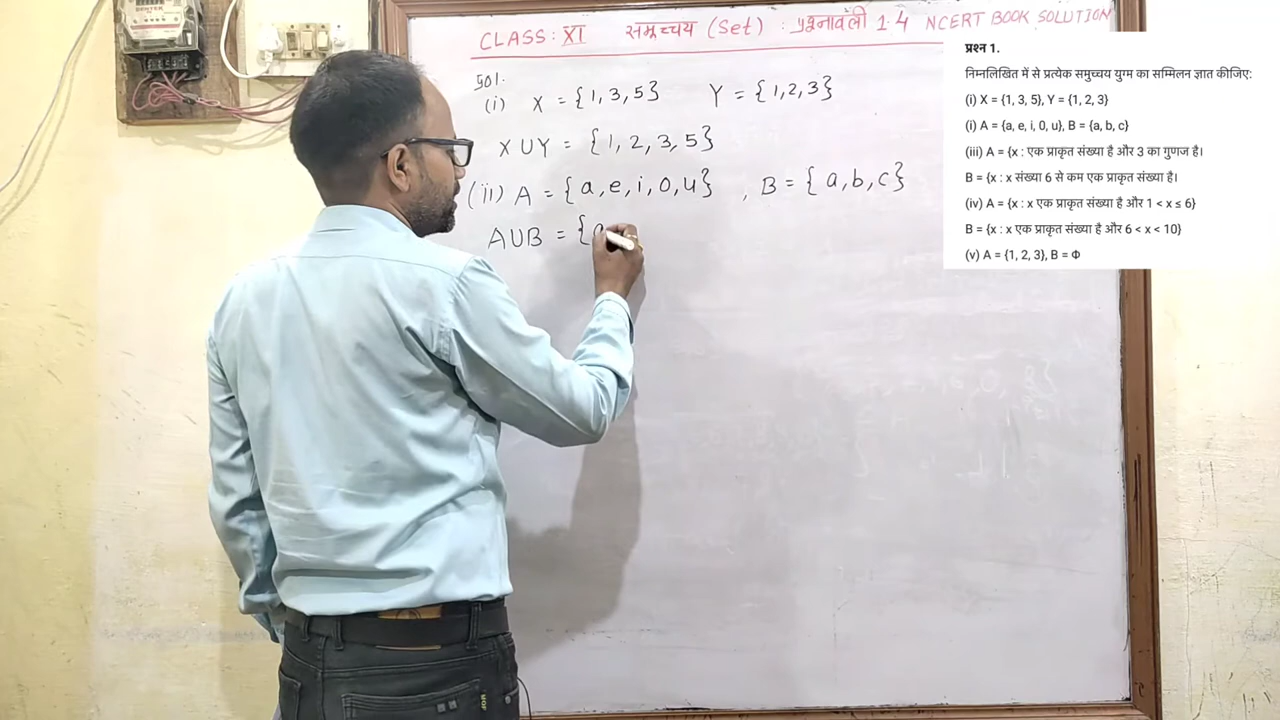 CLASS: XI समुच्चय (Set) : प्रश्नावली 1.4 NCERT BOOK SOLUTION
प्र01.
(i) X = {1,3,5} Y = {1,2,3}
X U Y = {1,2,3,5}
(ii) A = {a,e,i,o,u} , B = {a,b,c}
AUB = {a
प्रश्न 1.
निम्नलिखित में से प्रत्येक समुच्चय युग्म का सम्मिलन ज्ञात कीजिए:
(i) X = {1, 3, 5}, Y = {1, 2, 3}
(i) A = {a, e, i, 0, u}, B = {a, b, c}
(iii) A = {x : एक प्राकृत संख्या है और 3 का गुणज है।
B = {x : x संख्या 6 से कम एक प्राकृत संख्या है।
(iv) A = {x : x एक प्राकृत संख्या है और 1 < x ≤ 6}
B = {x : x एक प्राकृत संख्या है और 6 < x < 10}
(v) A = {1, 2, 3}, B = Φ